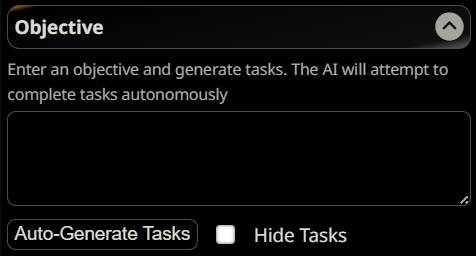 Objective
Enter an objective and generate tasks. The AI will attempt to
complete tasks autonomously
Auto-Generate Tasks
Hide Tasks